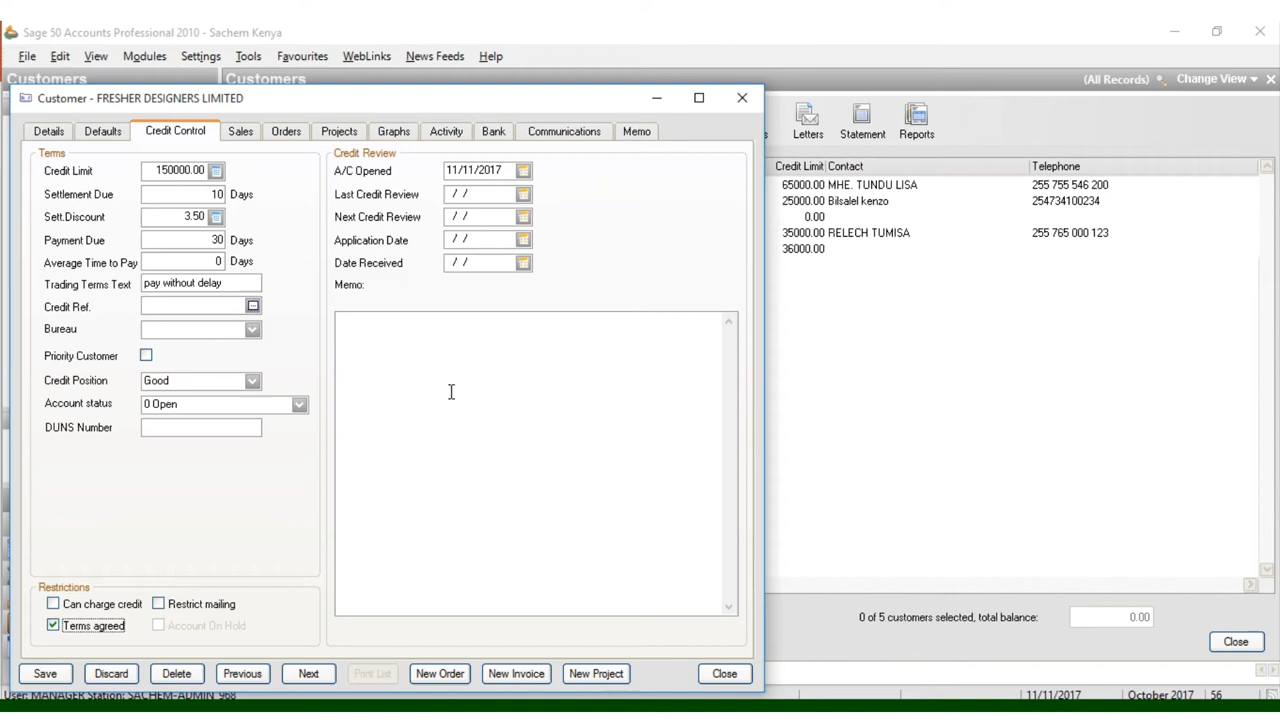 Sage 50 Accounts Professional 2010 - Sachem Kenya
File Edit View Modules Settings Tools Favourites WebLinks News Feeds Help
Customers Customers (All Records) Change View
Customer - FRESHER DESIGNERS LIMITED
Details Defaults Credit Control Sales Orders Projects Graphs Activity Bank Communications Memo
Letters Statement Reports
Terms
Credit Limit 150000.00
Settlement Due 10 Days
Sett.Discount 3.50
Payment Due 30 Days
Average Time to Pay 0 Days
Trading Terms Text pay without delay
Credit Ref.
Bureau
Priority Customer
Credit Position Good
Account status 0 Open
DUNS Number
Restrictions
Can charge credit Restrict mailing
Terms agreed Account On Hold
Credit Review
A/C Opened 11/11/2017
Last Credit Review / /
Next Credit Review / /
Application Date / /
Date Received / /
Memo:
Credit Limit Contact Telephone
65000.00 MHE. TUNDU LISA 255 755 546 200
25000.00 Bilsalel kenzo 254734100234
0.00
35000.00 RELECH TUMISA 255 765 000 123
36000.00
0 of 5 customers selected, total balance: 0.00
Close
Save Discard Delete Previous Next Print List New Order New Invoice New Project Close
User: MANAGER Station: SACHEM-ADMIN_968 11/11/2017 October 2017 56